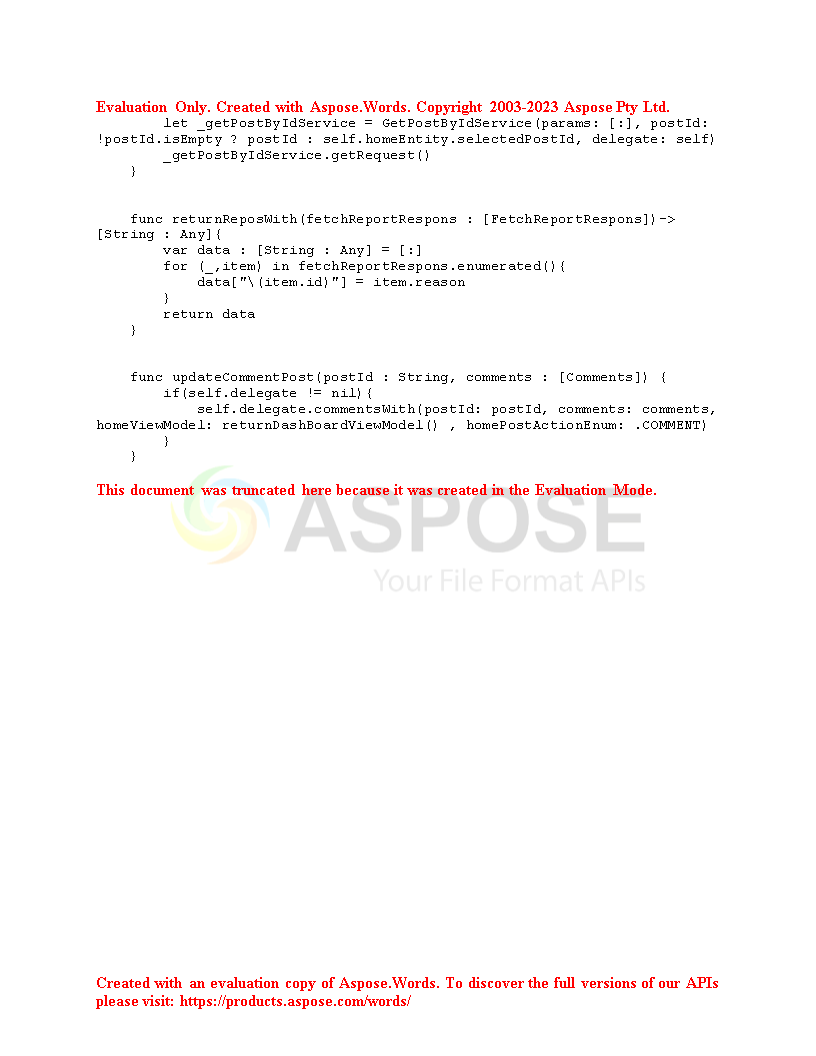 Evaluation Only. Created with Aspose.Words. Copyright 2003-2023 Aspose Pty Ltd.
        let _getPostByIdService = GetPostByIdService(params: [:], postId:
!postId.isEmpty ? postId : self.homeEntity.selectedPostId, delegate: self)
        _getPostByIdService.getRequest()
    }
    func returnReposWith(fetchReportRespons : [FetchReportRespons])->
[String : Any]{
        var data : [String : Any] = [:]
        for (_,item) in fetchReportRespons.enumerated(){
            data["\(item.id)"] = item.reason
        }
        return data
    }
    func updateCommentPost(postId : String, comments : [Comments]) {
        if(self.delegate != nil){
            self.delegate.commentsWith(postId: postId, comments: comments,
homeViewModel: returnDashBoardViewModel() , homePostActionEnum: .COMMENT)
        }
    }
This document was truncated here because it was created in the Evaluation Mode.
ASPOSE
Your File Format APIs
Created with an evaluation copy of Aspose.Words. To discover the full versions of our APIs
please visit: https://products.aspose.com/words/